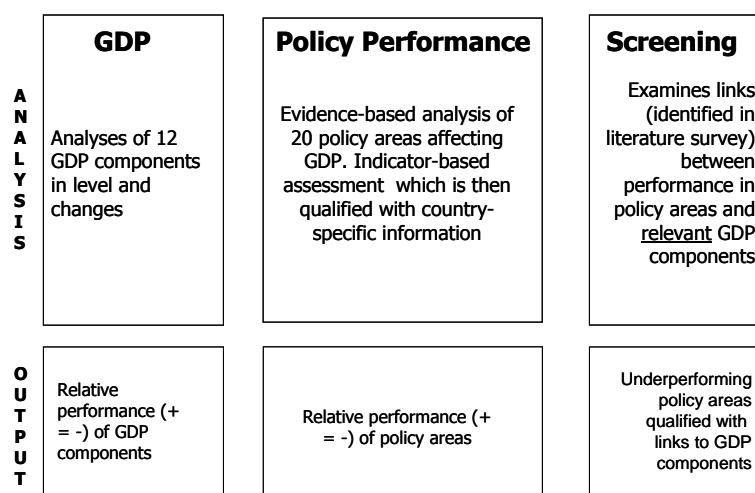 GDP
Policy Performance
Screening
ANALYSIS
Analyses of 12
GDP components
in level and
changes
Evidence-based analysis of
20 policy areas affecting
GDP. Indicator-based
assessment which is then
qualified with country-
specific information
Examines links
(identified in
literature survey)
between
performance in
policy areas and
relevant GDP
components
OUTPUT
Relative
performance (+
= -) of GDP
components
Relative performance (+
= -) of policy areas
Underperforming
policy areas
qualified with
links to GDP
components